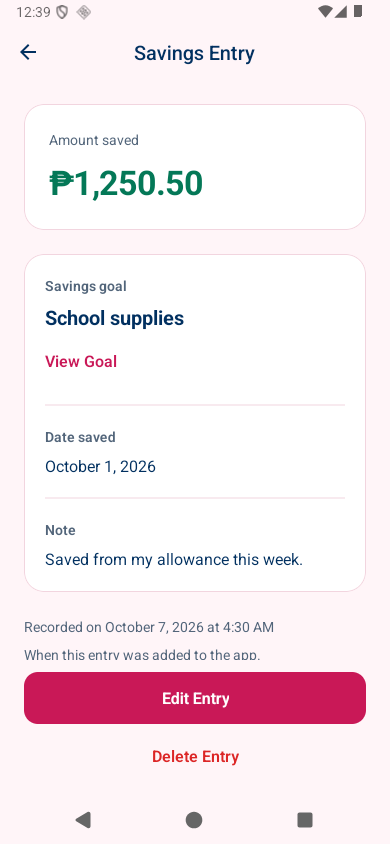 12:39
Savings Entry
Amount saved
₱1,250.50
Savings goal
School supplies
View Goal
Date saved
October 1, 2026
Note
Saved from my allowance this week.
Recorded on October 7, 2026 at 4:30 AM
When this entry was added to the app.
Edit Entry
Delete Entry